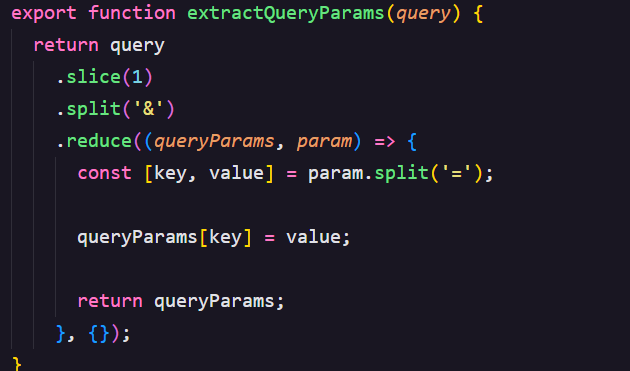 export function extractQueryParams(query) {
  return query
    .slice(1)
    .split('&')
    .reduce((queryParams, param) => {
      const [key, value] = param.split('=');

      queryParams[key] = value;

      return queryParams;
    }, {});
}